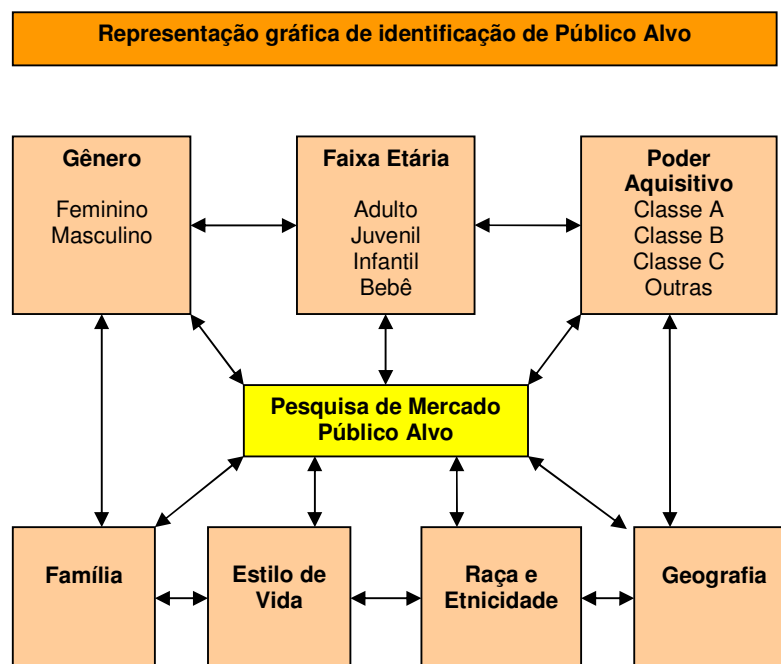 Representação gráfica de identificação de Público Alvo
Gênero
Feminino
Masculino
Faixa Etária
Adulto
Juvenil
Infantil
Bebê
Poder
Aquisitivo
Classe A
Classe B
Classe C
Outras
Pesquisa de Mercado
Público Alvo
Família
Estilo de
Vida
Raça e
Etnicidade
Geografia